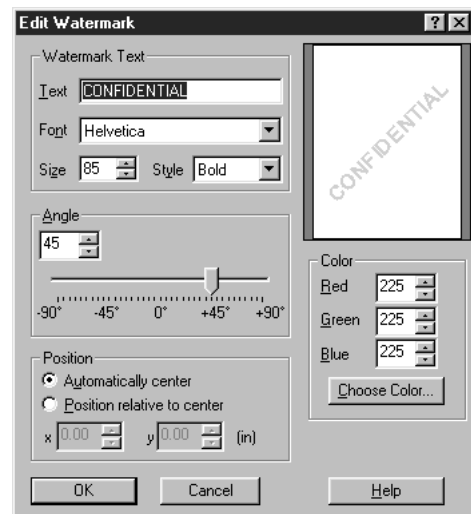 Edit Watermark
Watermark Text
Text CONFIDENTIAL
Font Helvetica
Size 85 Style Bold
CONFIDENTIAL
Angle
45
-90° -45° 0° +45° +90°
Color
Red 225
Green 225
Blue 225
Choose Color...
Position
Automatically center
Position relative to center
x 0.00 y 0.00 (in)
OK Cancel Help